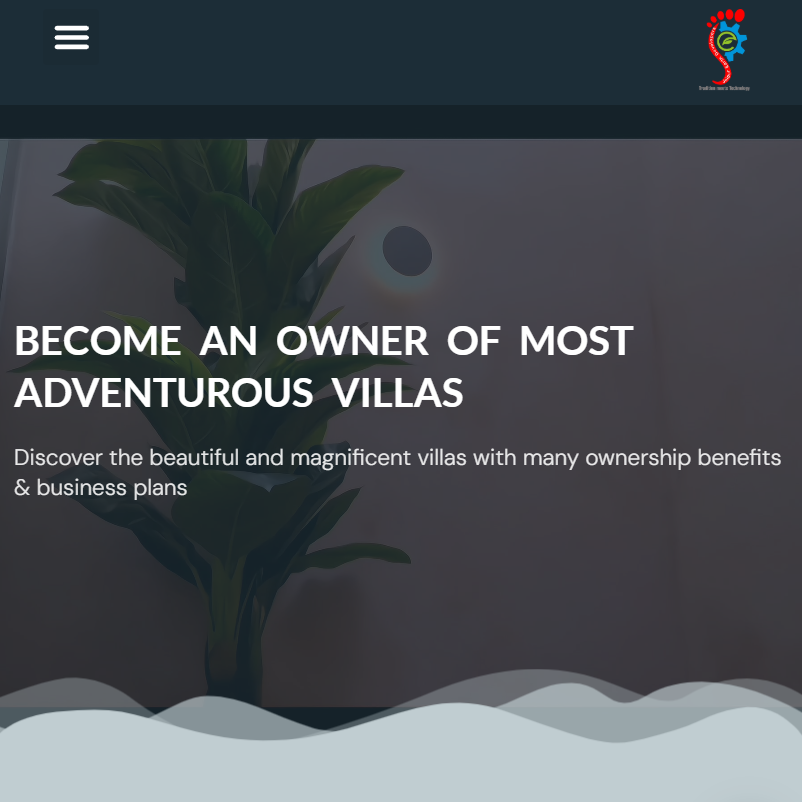 Tradition meets Technology
BECOME AN OWNER OF MOST
ADVENTUROUS VILLAS
Discover the beautiful and magnificent villas with many ownership benefits
& business plans